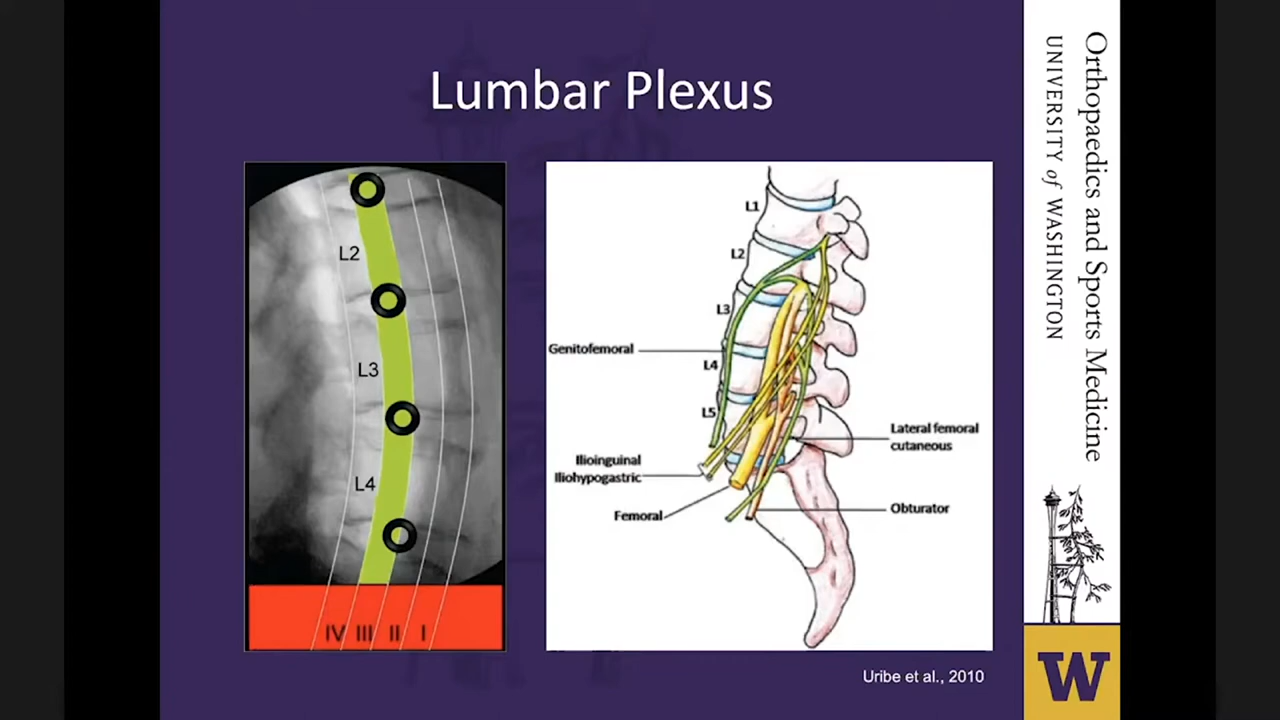 Lumbar Plexus
L2
L3
L4
IV III II I
L1
L2
L3
L4
L5
Genitofemoral
Ilioinguinal
Iliohypogastric
Femoral
Lateral femoral
cutaneous
Obturator
Uribe et al., 2010
Orthopaedics and Sports Medicine
UNIVERSITY of WASHINGTON
W